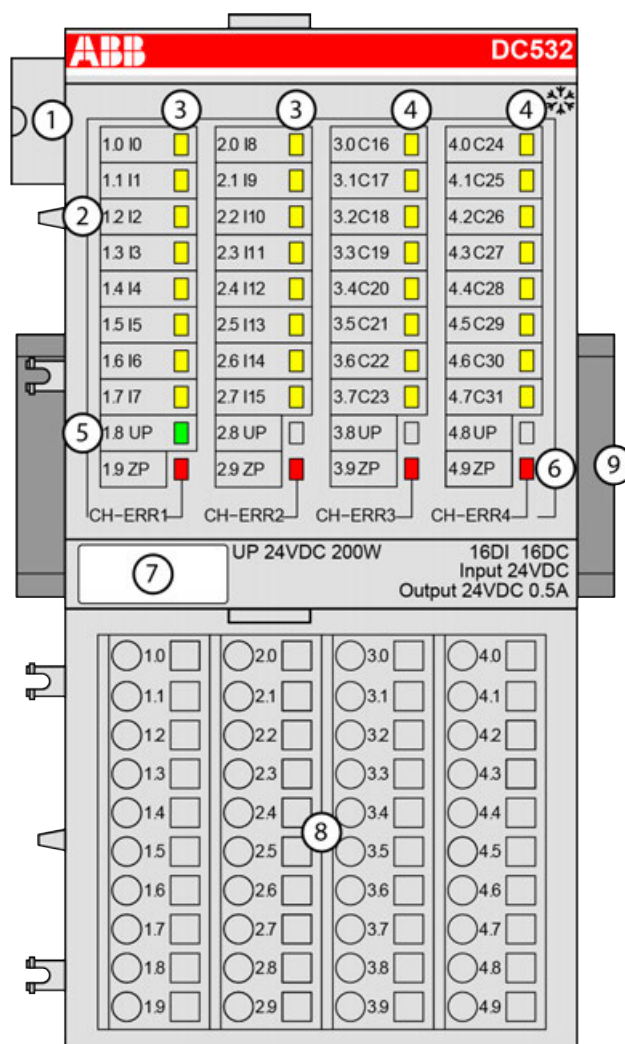 ABB DC532
1 3 3 4 4
1.0 I0 2.0 I8 3.0 C16 4.0 C24
1.1 I1 2.1 I9 3.1 C17 4.1 C25
2 1.2 I2 2.2 I10 3.2 C18 4.2 C26
1.3 I3 2.3 I11 3.3 C19 4.3 C27
1.4 I4 2.4 I12 3.4 C20 4.4 C28
1.5 I5 2.5 I13 3.5 C21 4.5 C29
1.6 I6 2.6 I14 3.6 C22 4.6 C30
1.7 I7 2.7 I15 3.7 C23 4.7 C31
5 1.8 UP 2.8 UP 3.8 UP 4.8 UP
1.9 ZP 2.9 ZP 3.9 ZP 4.9 ZP 6 9
CH-ERR1 CH-ERR2 CH-ERR3 CH-ERR4
7 UP 24VDC 200W 16DI 16DC
Input 24VDC
Output 24VDC 0.5A
1.0 2.0 3.0 4.0
1.1 2.1 3.1 4.1
1.2 2.2 3.2 4.2
1.3 2.3 3.3 4.3
1.4 2.4 3.4 4.4
8
1.5 2.5 3.5 4.5
1.6 2.6 3.6 4.6
1.7 2.7 3.7 4.7
1.8 2.8 3.8 4.8
1.9 2.9 3.9 4.9